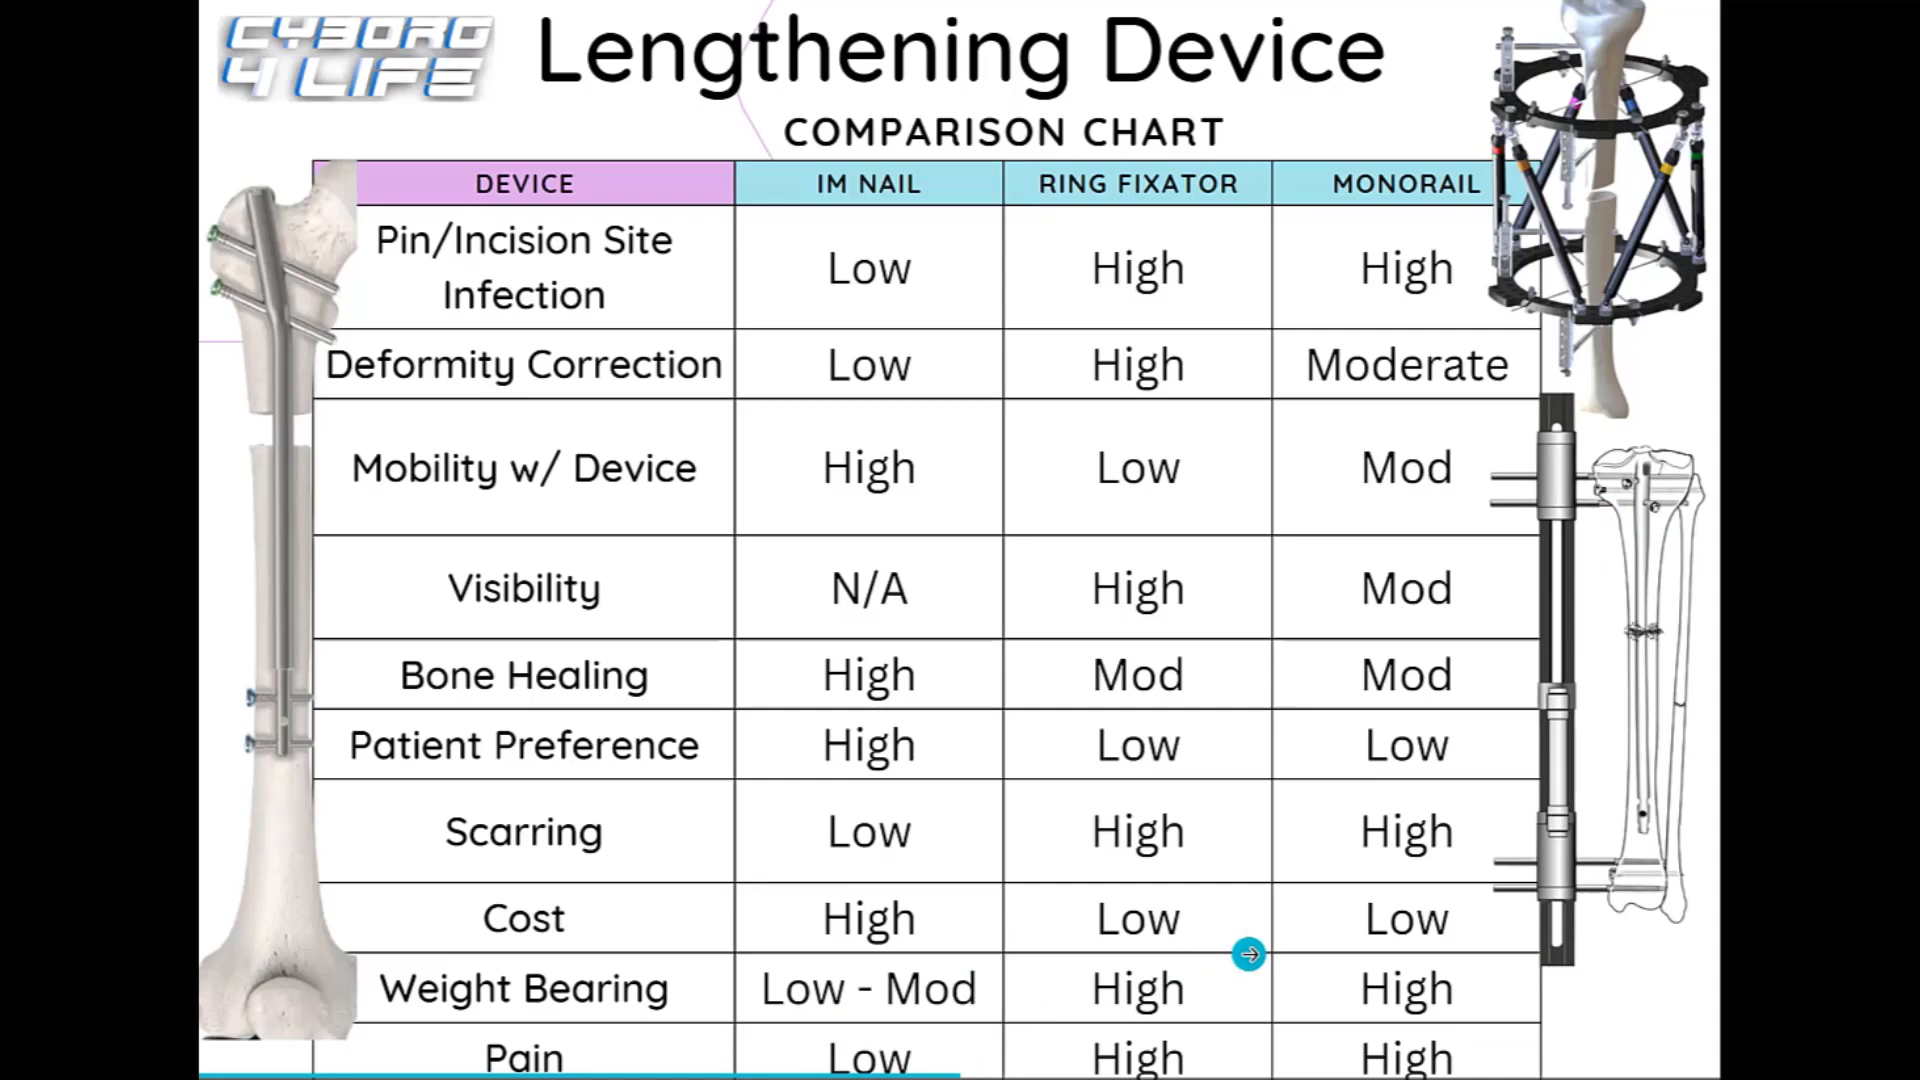 CYBORG
4 LIFE
Lengthening Device
COMPARISON CHART
DEVICE IM NAIL RING FIXATOR MONORAIL
Pin/Incision Site
Infection Low High High
Deformity Correction Low High Moderate
Mobility w/ Device High Low Mod
Visibility N/A High Mod
Bone Healing High Mod Mod
Patient Preference High Low Low
Scarring Low High High
Cost High Low Low
Weight Bearing Low - Mod High High
Pain Low High High